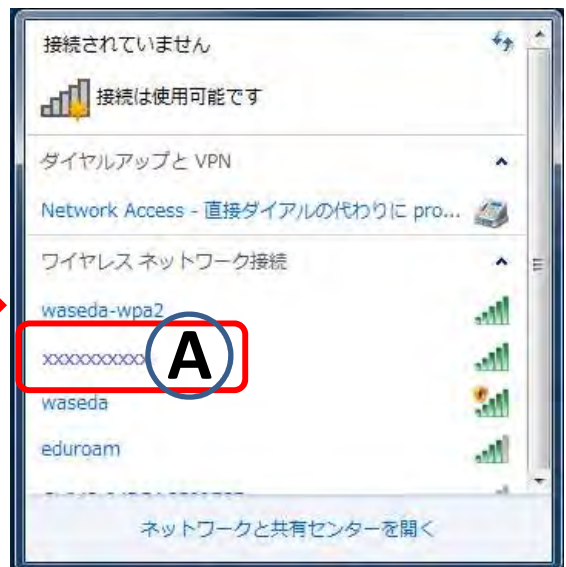 接続されていません
接続は使用可能です
ダイヤルアップと VPN
Network Access - 直接ダイアルの代わりに pro...
ワイヤレス ネットワーク接続
waseda-wpa2
xxxxxxxxxx A
waseda
eduroam
ネットワークと共有センターを開く